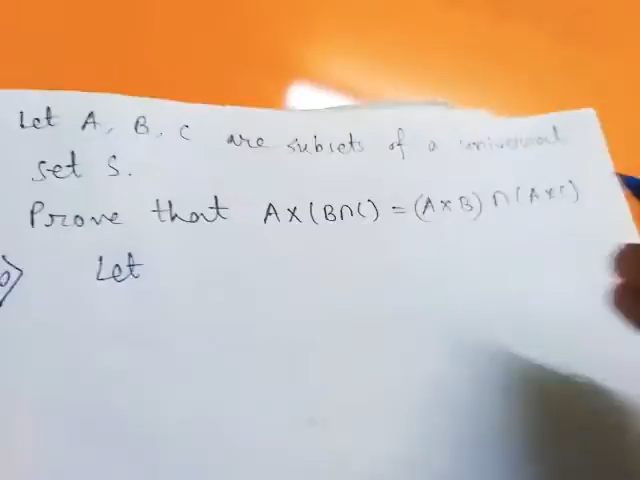 Let A, B, C are subsets of a universal
set S.
Prove that A×(B∩C) = (A×B)∩(A×C)
Let